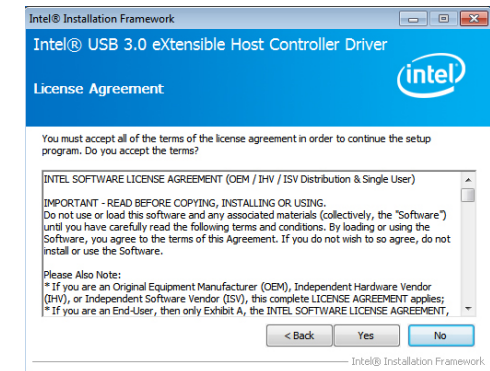 Intel® Installation Framework
Intel® USB 3.0 eXtensible Host Controller Driver
License Agreement
intel
You must accept all of the terms of the license agreement in order to continue the setup
program. Do you accept the terms?
INTEL SOFTWARE LICENSE AGREEMENT (OEM / IHV / ISV Distribution & Single User)
IMPORTANT - READ BEFORE COPYING, INSTALLING OR USING.
Do not use or load this software and any associated materials (collectively, the "Software")
until you have carefully read the following terms and conditions. By loading or using the
Software, you agree to the terms of this Agreement. If you do not wish to so agree, do not
install or use the Software.
Please Also Note:
* If you are an Original Equipment Manufacturer (OEM), Independent Hardware Vendor
(IHV), or Independent Software Vendor (ISV), this complete LICENSE AGREEMENT applies;
* If you are an End-User, then only Exhibit A, the INTEL SOFTWARE LICENSE AGREEMENT,
< Back Yes No
Intel® Installation Framework